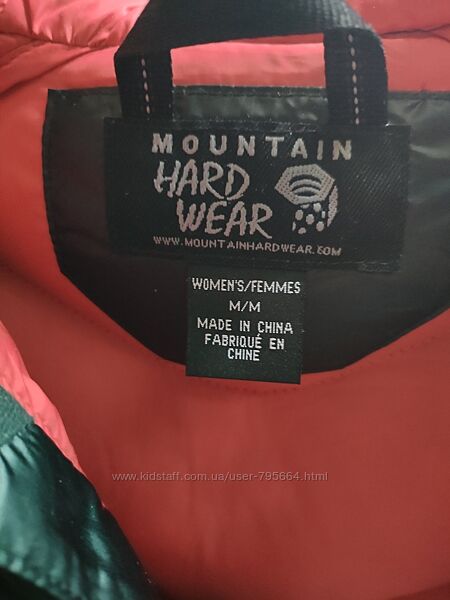 MOUNTAIN
HARD
WEAR
WWW.MOUNTAINHARDWEAR.COM
WOMEN'S/FEMMES
M/M
MADE IN CHINA
FABRIQUÉ EN
CHINE
www.kidstaff.com.ua/user-795664.html